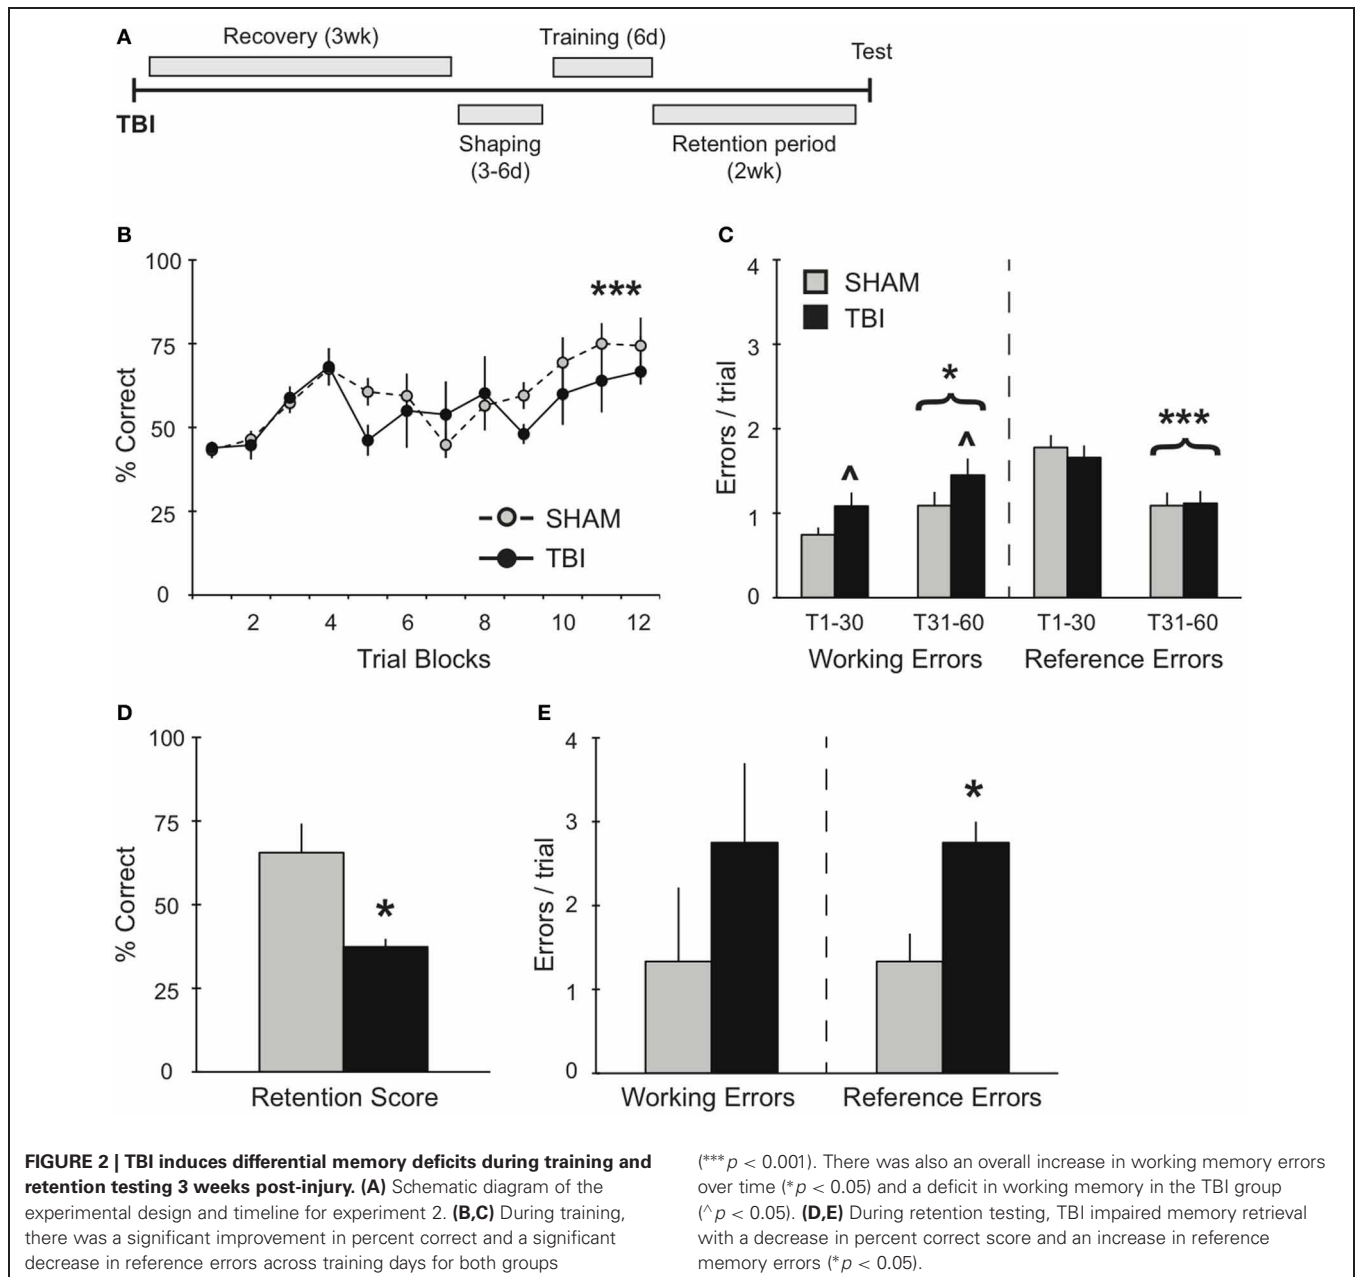 A
Recovery (3wk)
Training (6d)
Test
TBI
Shaping
(3-6d)
Retention period
(2wk)
B
100
75
50
25
0
% Correct
***
SHAM
TBI
2 4 6 8 10 12
Trial Blocks
C
4
3
2
1
0
Errors / trial
SHAM
TBI
^
*
^
***
T1-30 T31-60 T1-30 T31-60
Working Errors Reference Errors
D
100
75
50
25
0
% Correct
*
Retention Score
E
4
3
2
1
0
Errors / trial
*
Working Errors Reference Errors
FIGURE 2 | TBI induces differential memory deficits during training and
retention testing 3 weeks post-injury. (A) Schematic diagram of the
experimental design and timeline for experiment 2. (B,C) During training,
there was a significant improvement in percent correct and a significant
decrease in reference errors across training days for both groups
(***p < 0.001). There was also an overall increase in working memory errors
over time (*p < 0.05) and a deficit in working memory in the TBI group
(^p < 0.05). (D,E) During retention testing, TBI impaired memory retrieval
with a decrease in percent correct score and an increase in reference
memory errors (*p < 0.05).